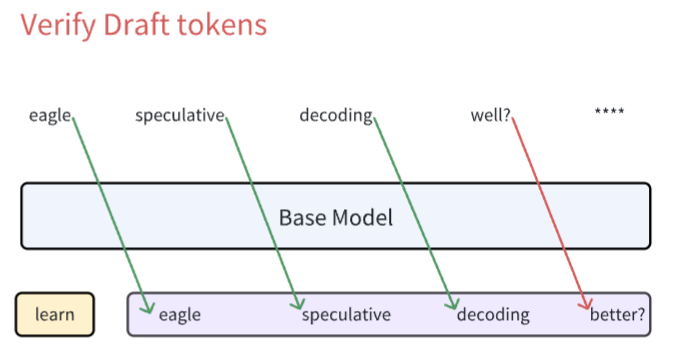 Verify Draft tokens
eagle speculative decoding well? ****
Base Model
learn eagle speculative decoding better?